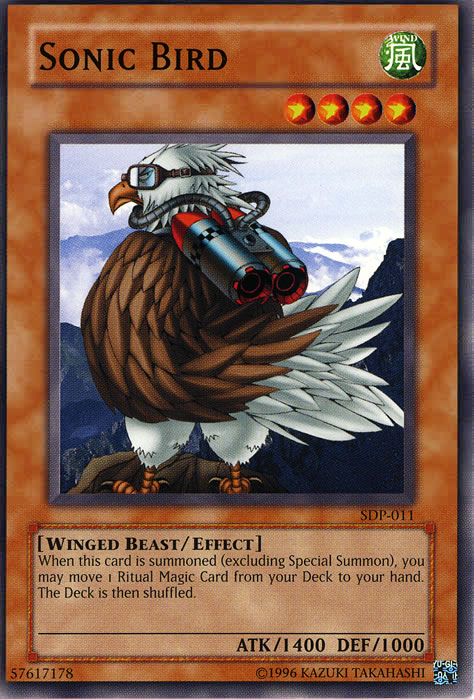 Sonic Bird
WIND
風
SDP-011
[Winged Beast/Effect]
When this card is summoned (excluding Special Summon), you
may move 1 Ritual Magic Card from your Deck to your hand.
The Deck is then shuffled.
ATK/1400 DEF/1000
57617178
©1996 KAZUKI TAKAHASHI